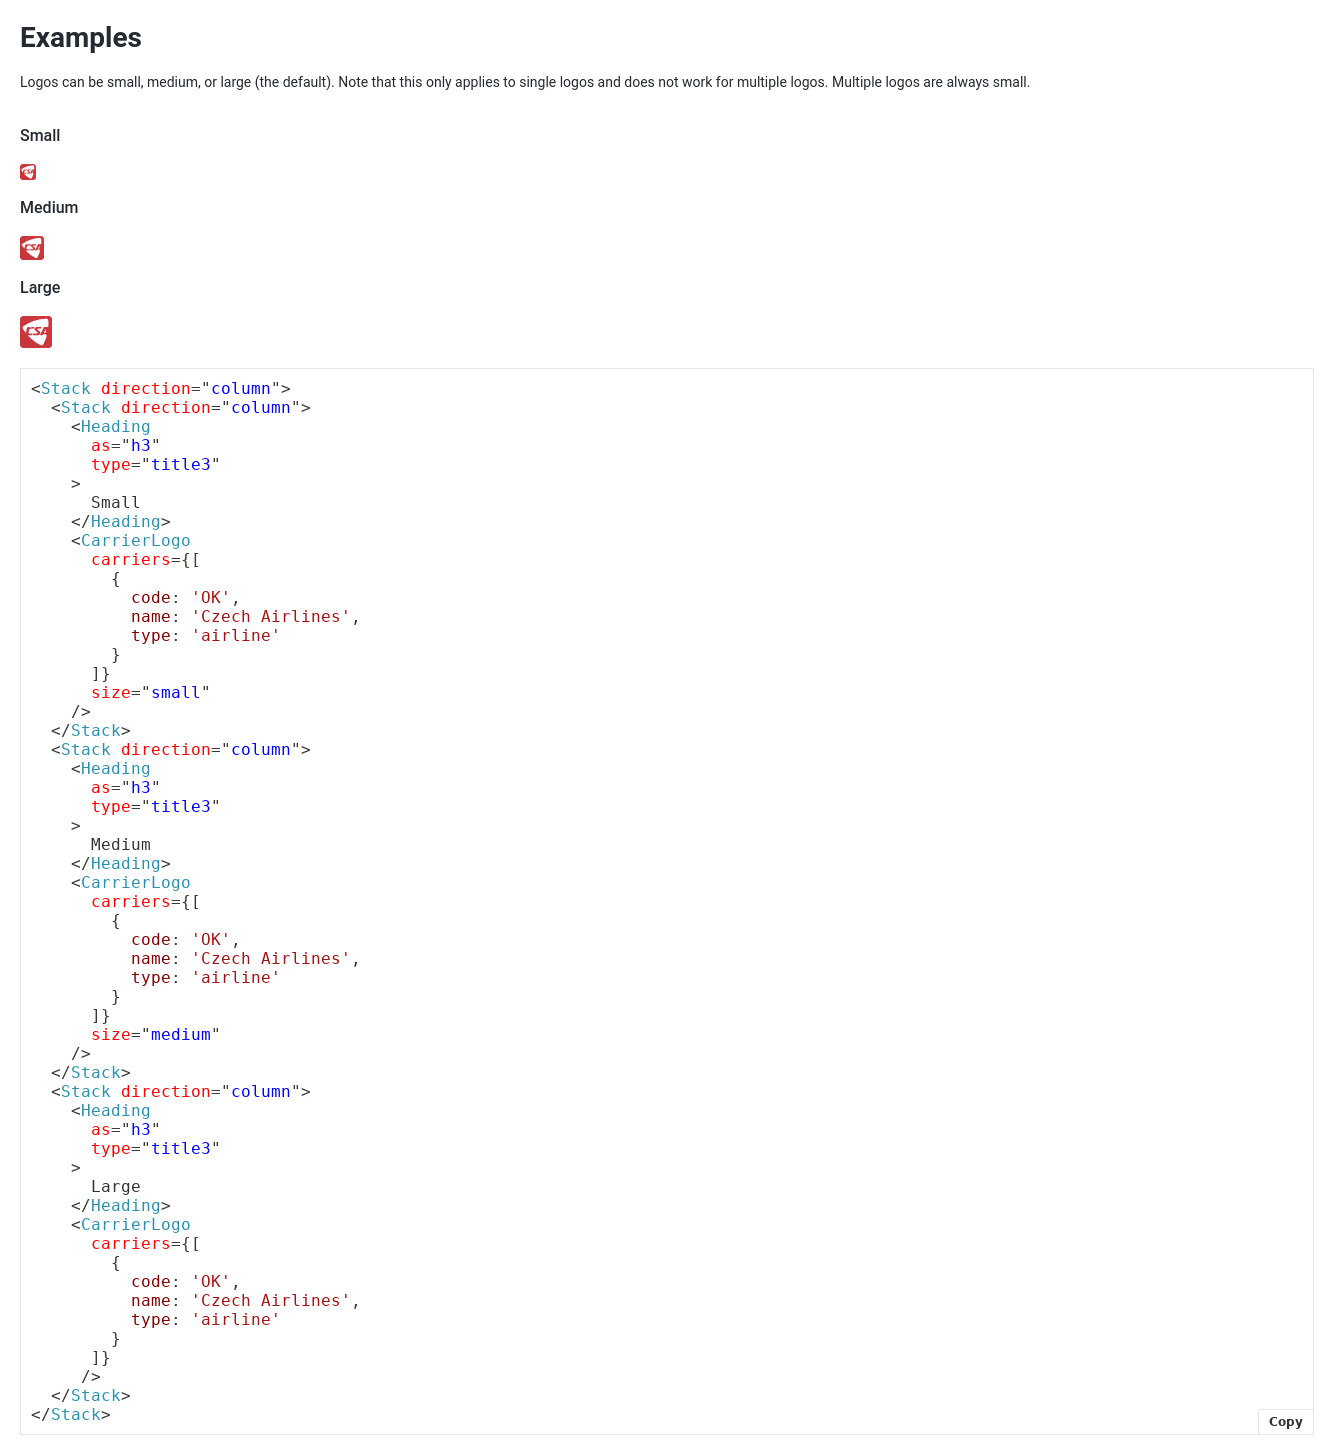 Examples
Logos can be small, medium, or large (the default). Note that this only applies to single logos and does not work for multiple logos. Multiple logos are always small.
Small
CSA
Medium
CSA
Large
CSA
<Stack direction="column">
  <Stack direction="column">
    <Heading
      as="h3"
      type="title3"
    >
      Small
    </Heading>
    <CarrierLogo
      carriers={[
        {
          code: 'OK',
          name: 'Czech Airlines',
          type: 'airline'
        }
      ]}
      size="small"
    />
  </Stack>
  <Stack direction="column">
    <Heading
      as="h3"
      type="title3"
    >
      Medium
    </Heading>
    <CarrierLogo
      carriers={[
        {
          code: 'OK',
          name: 'Czech Airlines',
          type: 'airline'
        }
      ]}
      size="medium"
    />
  </Stack>
  <Stack direction="column">
    <Heading
      as="h3"
      type="title3"
    >
      Large
    </Heading>
    <CarrierLogo
      carriers={[
        {
          code: 'OK',
          name: 'Czech Airlines',
          type: 'airline'
        }
      ]}
     />
  </Stack>
</Stack>
Copy